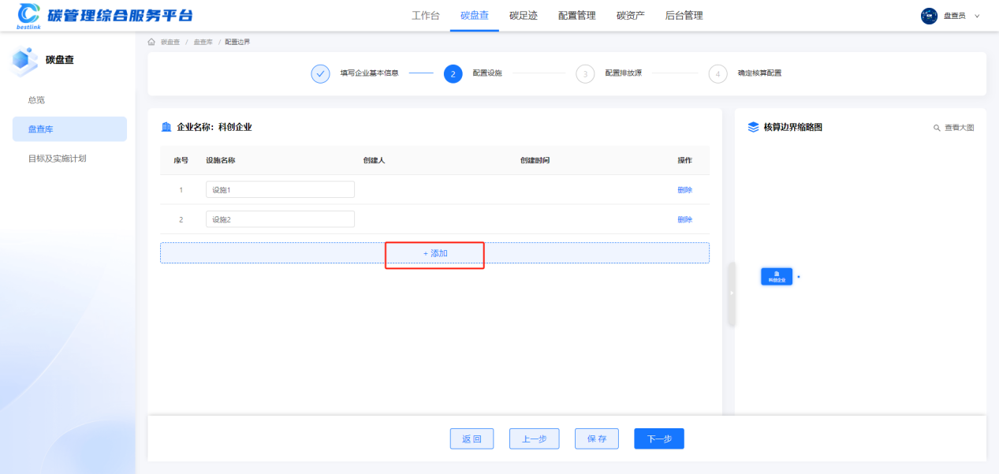 bestlink
碳管理综合服务平台
工作台 碳盘查 碳足迹 配置管理 碳资产 后台管理
盘查员
碳盘查
总览
盘查库
目标及实施计划
碳盘查 / 盘查库 / 配置边界
填写企业基本信息 2 配置设施 3 配置排放源 4 确定核算配置
企业名称：科创企业
序号 设施名称 创建人 创建时间 操作
1 设施1 删除
2 设施2 删除
+ 添加
核算边界缩略图 查看大图
科创企业
返回 上一步 保存 下一步